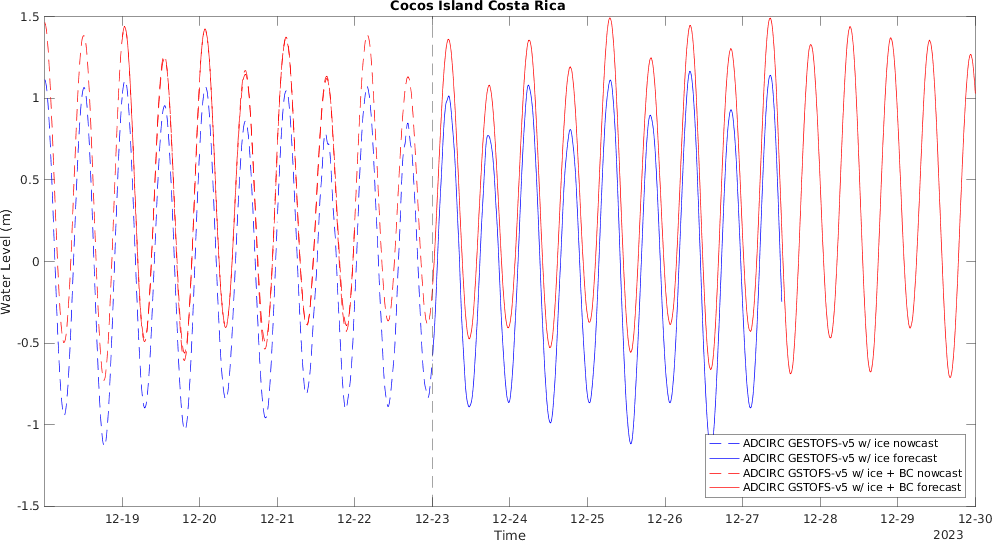 Cocos Island Costa Rica
1.5
1
0.5
0
-0.5
-1
-1.5
Water Level (m)
ADCIRC GESTOFS-v5 w/ ice nowcast
ADCIRC GESTOFS-v5 w/ ice forecast
ADCIRC GSTOFS-v5 w/ ice + BC nowcast
ADCIRC GSTOFS-v5 w/ ice + BC forecast
12-19 12-20 12-21 12-22 12-23 12-24 12-25 12-26 12-27 12-28 12-29 12-30
Time
2023